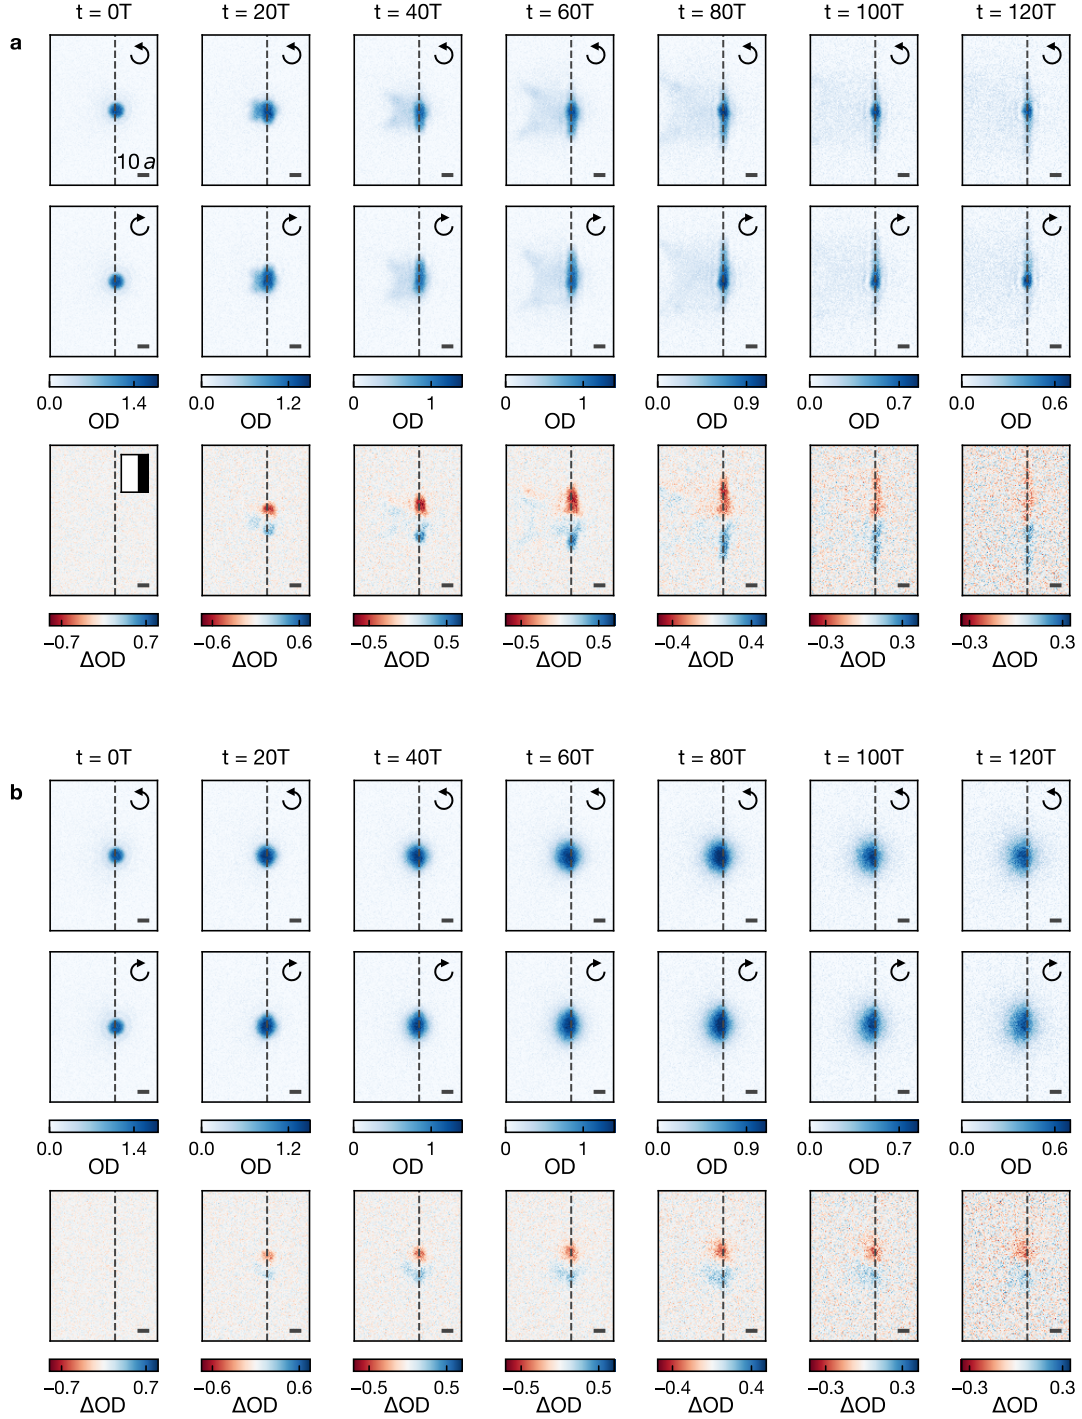 t = 0T t = 20T t = 40T t = 60T t = 80T t = 100T t = 120T
a
10 a
0.0 1.4 0.0 1.2 0 1 0 1 0.0 0.9 0.0 0.7 0.0 0.6
OD OD OD OD OD OD OD
−0.7 0.7 −0.6 0.6 −0.5 0.5 −0.5 0.5 −0.4 0.4 −0.3 0.3 −0.3 0.3
ΔOD ΔOD ΔOD ΔOD ΔOD ΔOD ΔOD
t = 0T t = 20T t = 40T t = 60T t = 80T t = 100T t = 120T
b
0.0 1.4 0.0 1.2 0 1 0 1 0.0 0.9 0.0 0.7 0.0 0.6
OD OD OD OD OD OD OD
−0.7 0.7 −0.6 0.6 −0.5 0.5 −0.5 0.5 −0.4 0.4 −0.3 0.3 −0.3 0.3
ΔOD ΔOD ΔOD ΔOD ΔOD ΔOD ΔOD